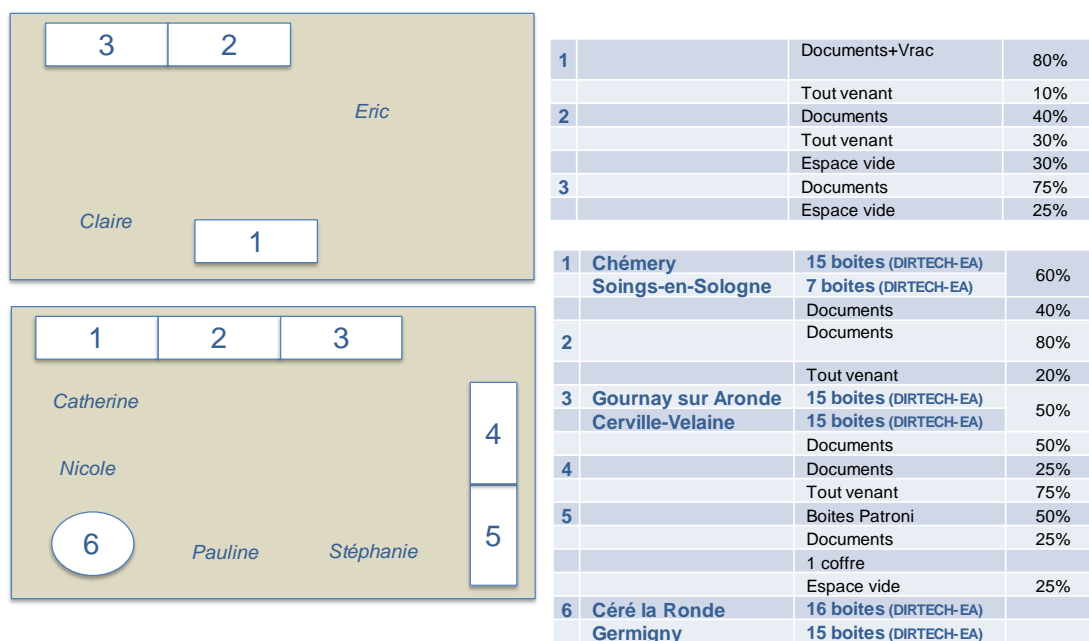 3 2
Eric
Claire
1
1 Documents+Vrac 80%
Tout venant 10%
2 Documents 40%
Tout venant 30%
Espace vide 30%
3 Documents 75%
Espace vide 25%
1 2 3
Catherine
4
Nicole
6 Pauline Stéphanie 5
1 Chémery 15 boites (DIRTECH-EA) 60%
Soings-en-Sologne 7 boites (DIRTECH-EA)
Documents 40%
2 Documents 80%
Tout venant 20%
3 Gournay sur Aronde 15 boites (DIRTECH-EA) 50%
Cerville-Velaine 15 boites (DIRTECH-EA)
Documents 50%
4 Documents 25%
Tout venant 75%
5 Boites Patroni 50%
Documents 25%
1 coffre
Espace vide 25%
6 Céré la Ronde 16 boites (DIRTECH-EA)
Germigny 15 boites (DIRTECH-EA)